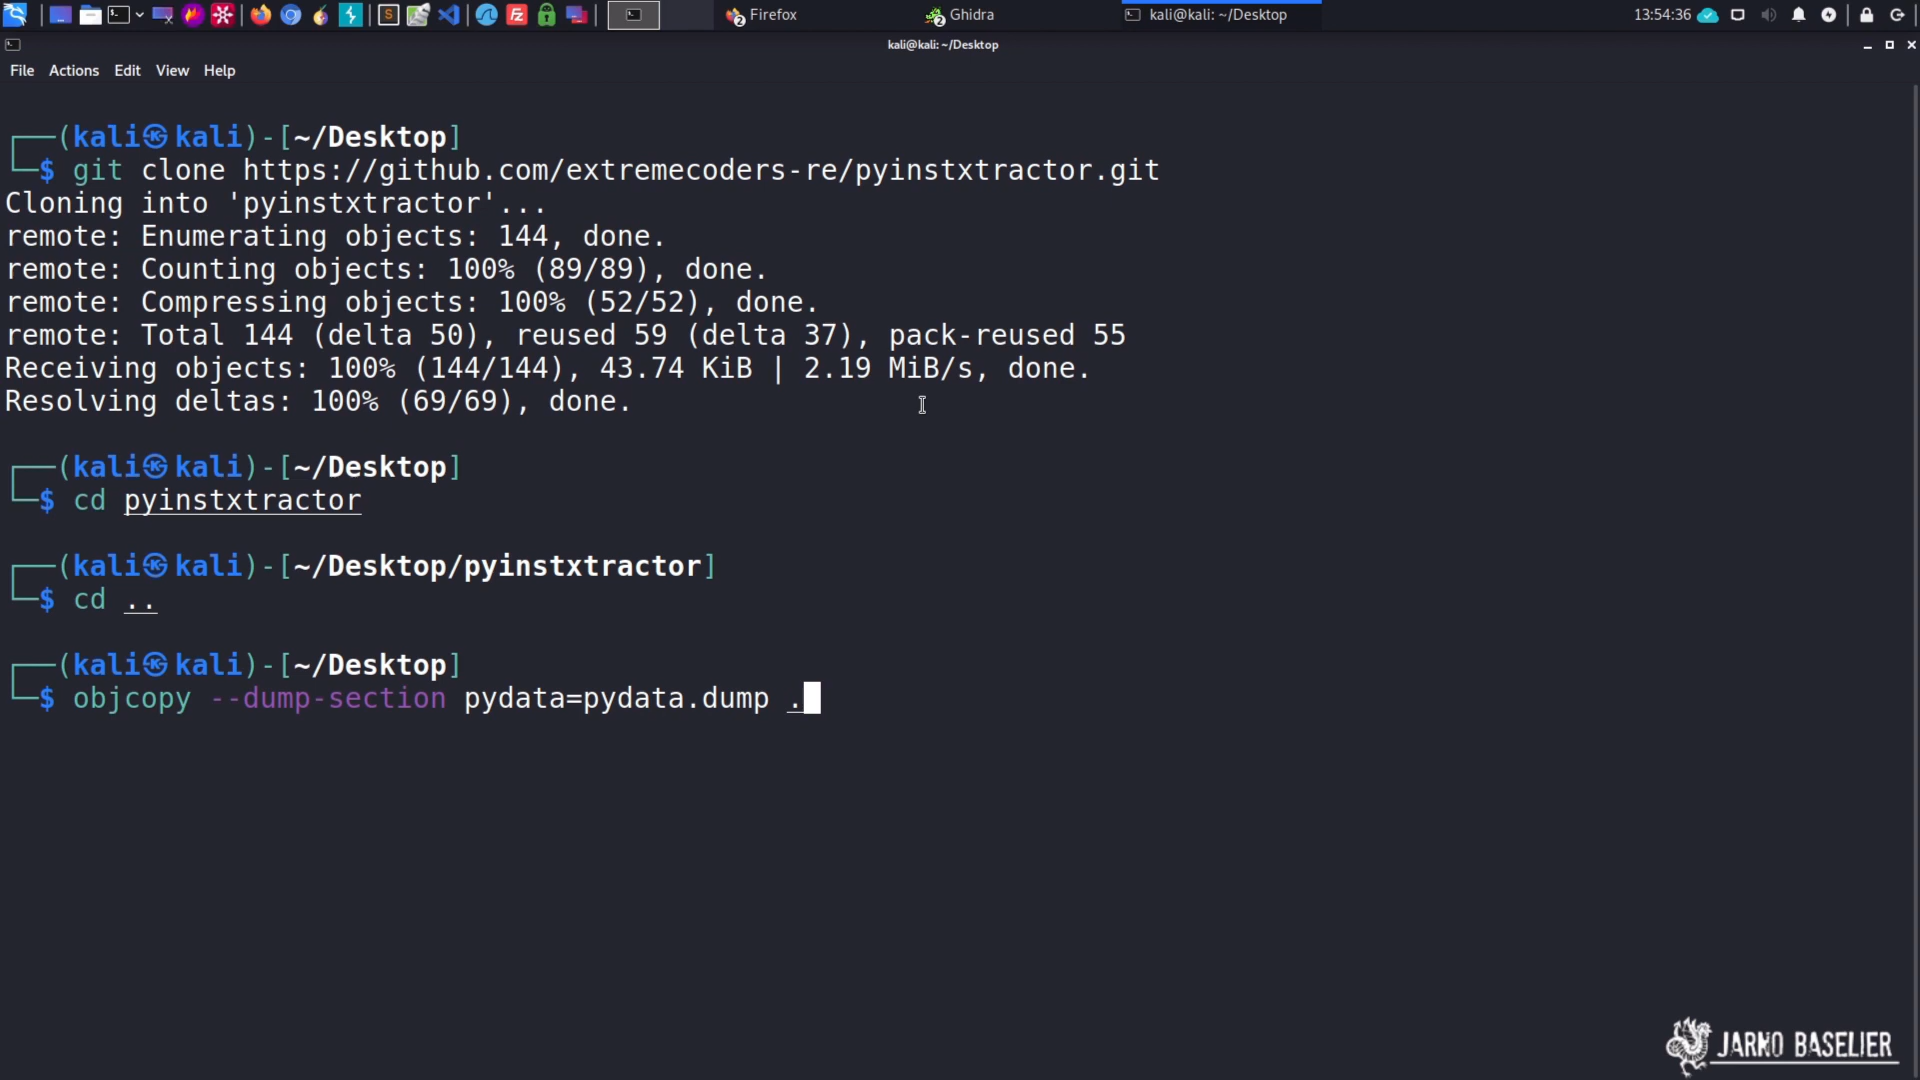 Firefox
Ghidra
kali@kali: ~/Desktop
13:54:36
kali@kali: ~/Desktop
File Actions Edit View Help
┌──(kali㉿kali)-[~/Desktop]
└─$ git clone https://github.com/extremecoders-re/pyinstxtractor.git
Cloning into 'pyinstxtractor'...
remote: Enumerating objects: 144, done.
remote: Counting objects: 100% (89/89), done.
remote: Compressing objects: 100% (52/52), done.
remote: Total 144 (delta 50), reused 59 (delta 37), pack-reused 55
Receiving objects: 100% (144/144), 43.74 KiB | 2.19 MiB/s, done.
Resolving deltas: 100% (69/69), done.
┌──(kali㉿kali)-[~/Desktop]
└─$ cd pyinstxtractor
┌──(kali㉿kali)-[~/Desktop/pyinstxtractor]
└─$ cd ..
┌──(kali㉿kali)-[~/Desktop]
└─$ objcopy --dump-section pydata=pydata.dump .
JARNO BASELIER